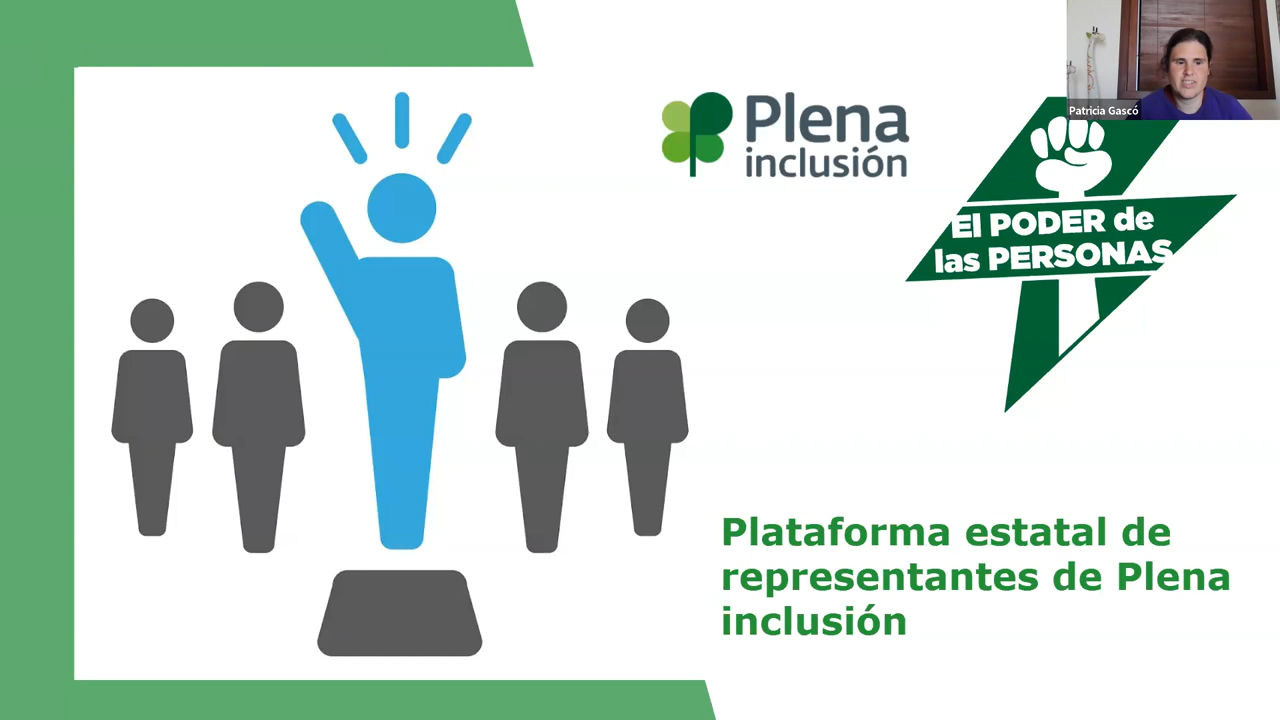 Patricia Gascó
Plena
inclusión
El PODER de
las PERSONAS
Plataforma estatal de
representantes de Plena
inclusión